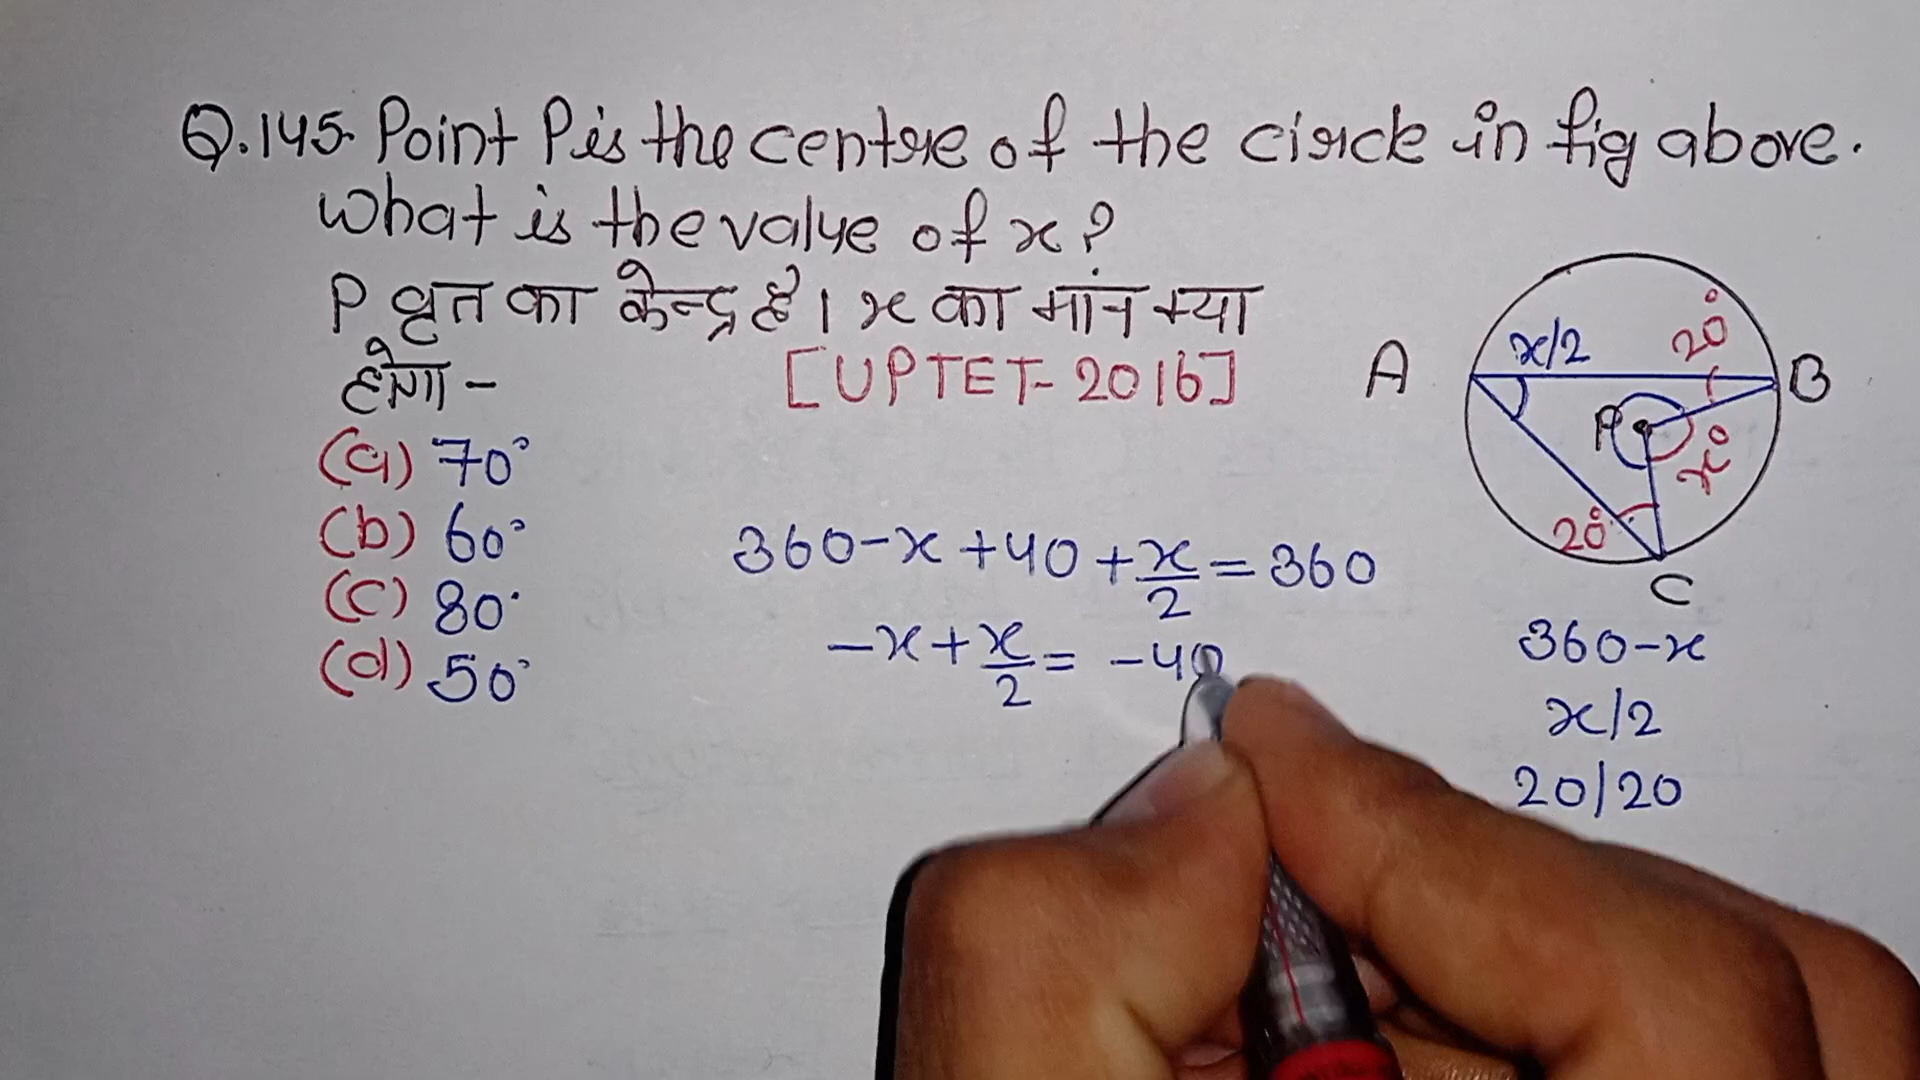 Q.145. Point P is the centre of the circle in fig above.
What is the value of x?
P वृत का केन्द्र है। x का मांन क्या
होगा -
[UPTET-2016]
(a) 70°
(b) 60°
(c) 80°
(d) 50°
360-x+40+x/2=360
-x+x/2=-40
A
x/2
20°
B
P
x°
20°
C
360-x
x/2
20/20